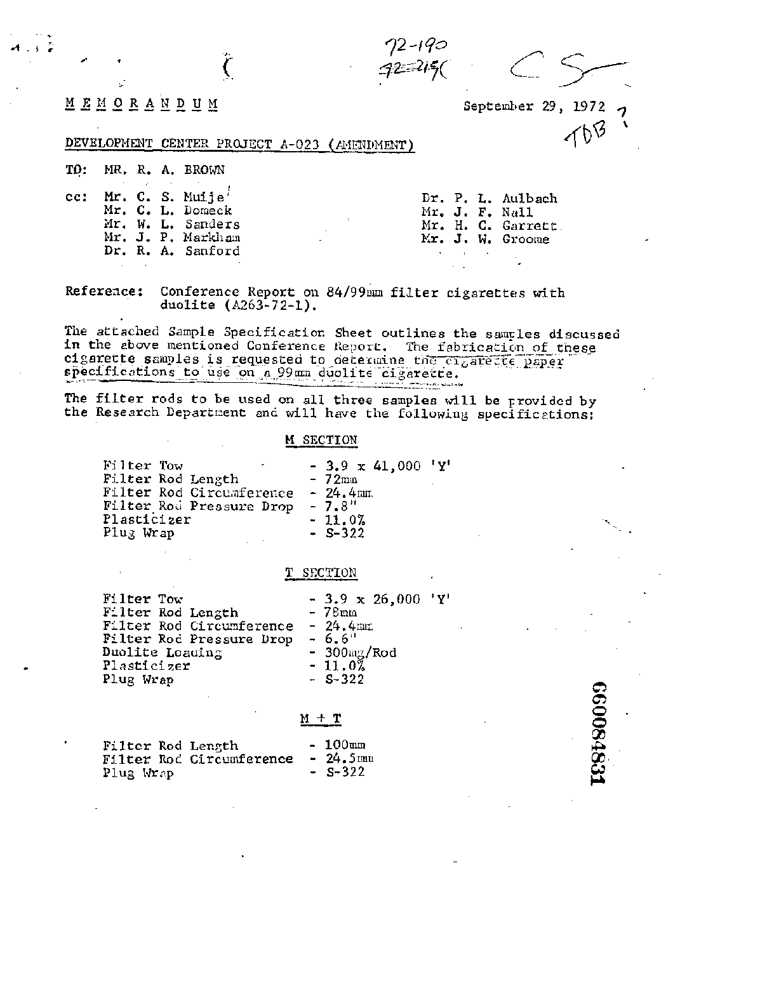 72-190
C S
MEMORANDUM
September 29, 1972
TDB ?
DEVELOPMENT CENTER PROJECT A-023 (AMENDMENT)
TO: MR. R. A. BROWN
cc: Mr. C. S. Muije
Dr. P. L. Aulbach
Mr. C. L. Domeck
Mr. J. F. Nall
Mr. W. L. Sanders
Mr. H. C. Garrett
Mr. J. P. Markham
Mr. J. W. Groome
Dr. R. A. Sanford
Reference: Conference Report on 84/99mm filter cigarettes with
duolite (A263-72-1).
The attached Sample Specification Sheet outlines the samples discussed
in the above mentioned Conference Report. The fabrication of these
cigarette samples is requested to determine the cigarette paper
specifications to use on a 99mm duolite cigarette.
The filter rods to be used on all three samples will be provided by
the Research Department and will have the following specifications:
M SECTION
Filter Tow - 3.9 x 41,000 'Y'
Filter Rod Length - 72mm
Filter Rod Circumference - 24.4mm
Filter Rod Pressure Drop - 7.8"
Plasticizer - 11.0%
Plug Wrap - S-322
T SECTION
Filter Tow - 3.9 x 26,000 'Y'
Filter Rod Length - 78mm
Filter Rod Circumference - 24.4mm
Filter Rod Pressure Drop - 6.6"
Duolite Loading - 300mg/Rod
Plasticizer - 11.0%
Plug Wrap - S-322
M + T
Filter Rod Length - 100mm
Filter Rod Circumference - 24.5mm
Plug Wrap - S-322
660084831